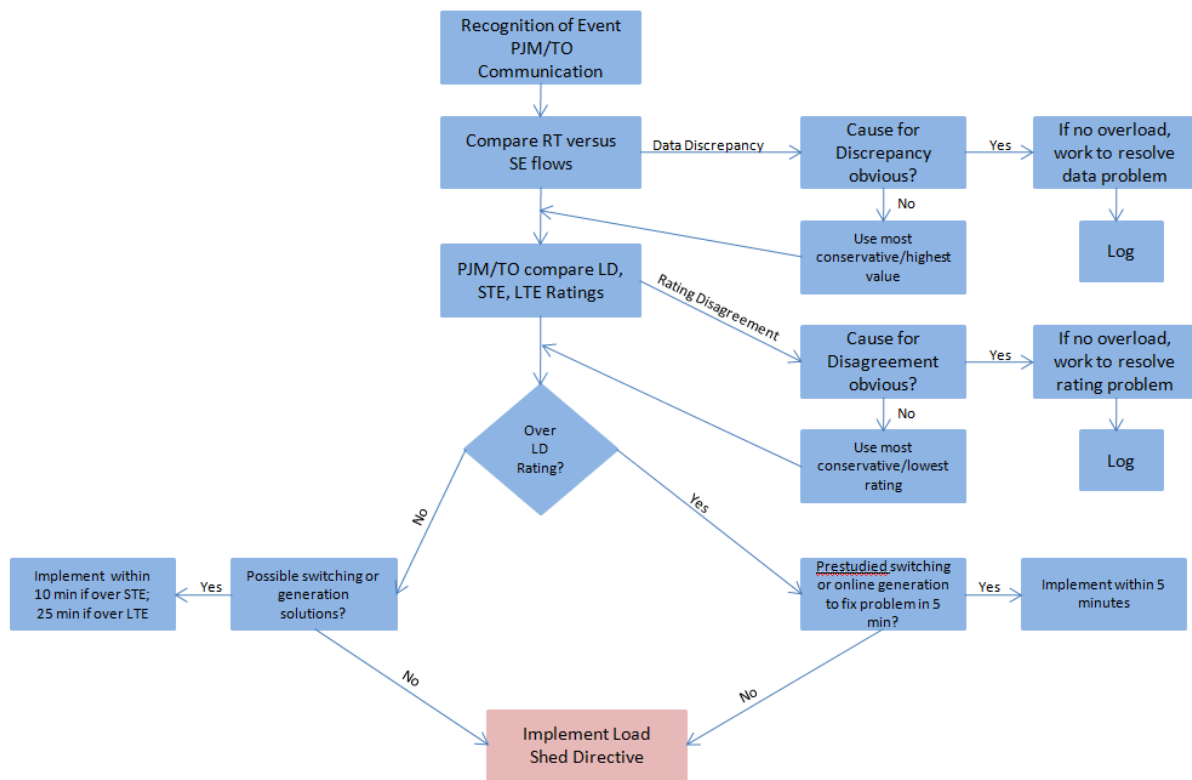 Recognition of Event
PJM/TO
Communication
Compare RT versus
SE flows
Data Discrepancy
Cause for
Discrepancy
obvious?
Yes
If no overload,
work to resolve
data problem
No
Use most
conservative/highest
value
Log
PJM/TO compare LD,
STE, LTE Ratings
Rating Disagreement
Cause for
Disagreement
obvious?
Yes
If no overload,
work to resolve
rating problem
No
Use most
conservative/lowest
rating
Log
Over
LD
Rating?
No
Yes
Implement within
10 min if over STE;
25 min if over LTE
Yes
Possible switching or
generation
solutions?
Prestudied switching
or online generation
to fix problem in 5
min?
Yes
Implement within 5
minutes
No
No
Implement Load
Shed Directive